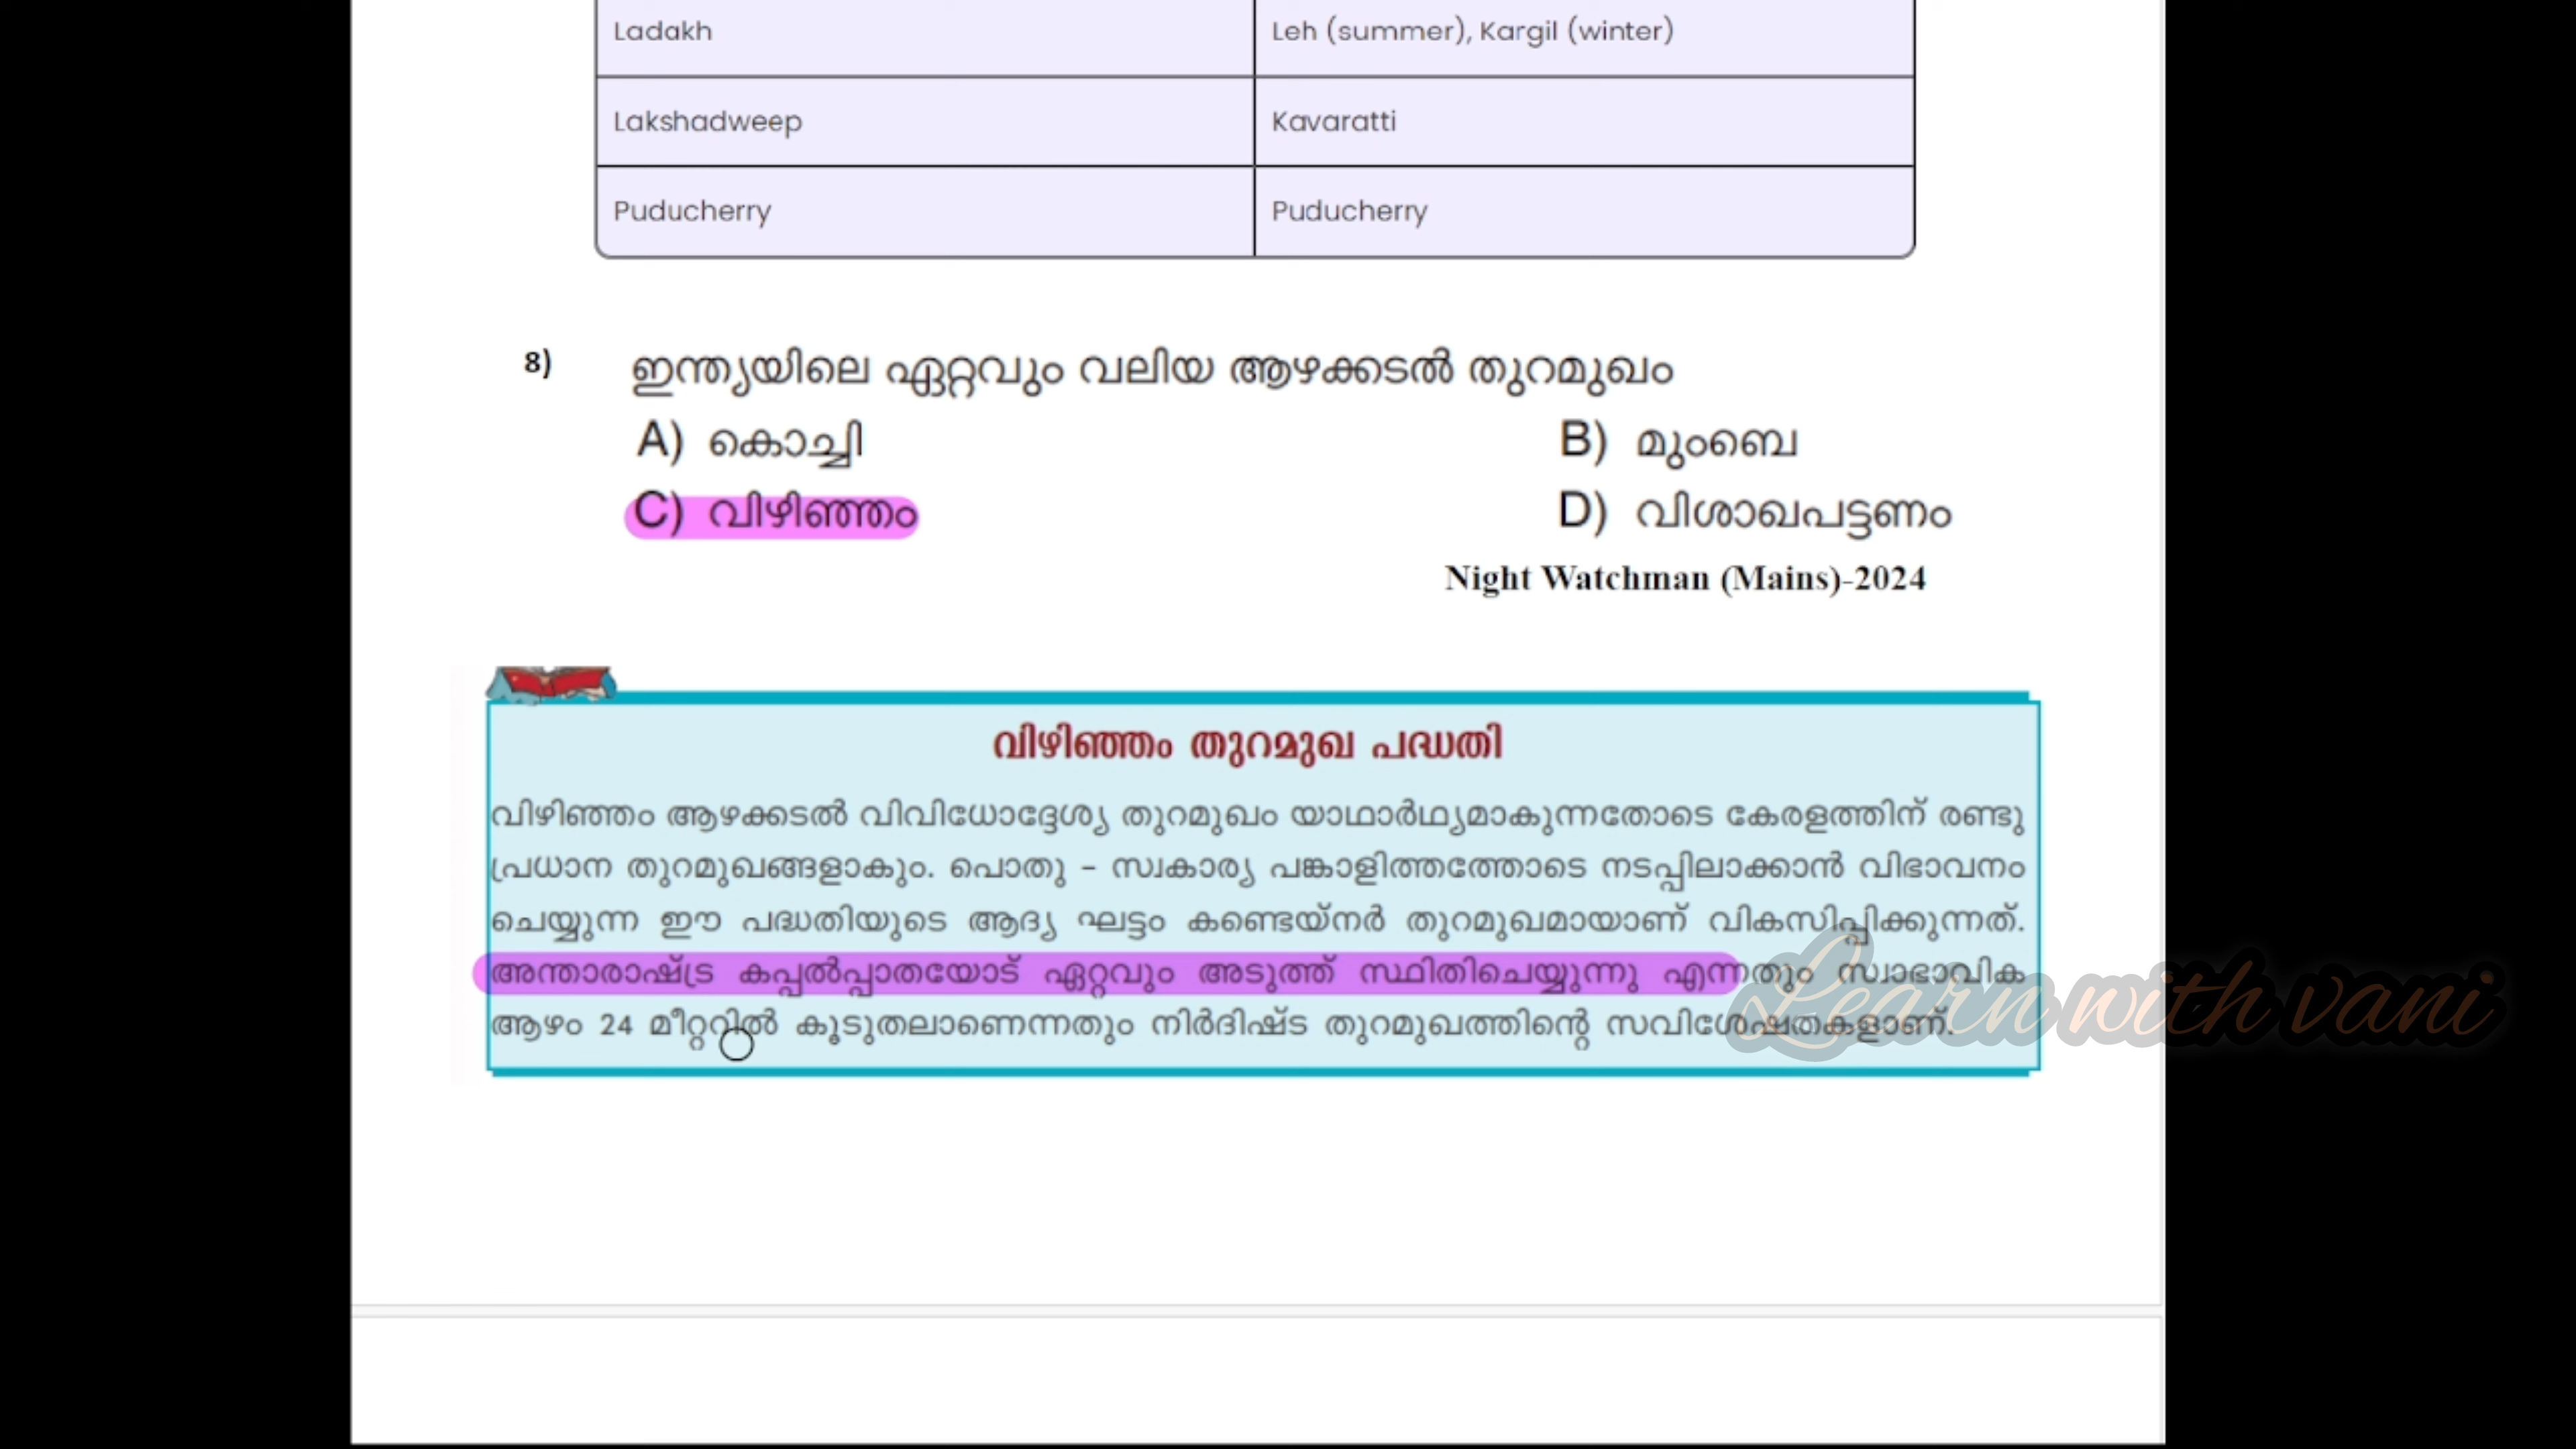 Ladakh Leh (summer), Kargil (winter)
Lakshadweep Kavaratti
Puducherry Puducherry
8) ഇന്ത്യയിലെ ഏറ്റവും വലിയ ആഴക്കടൽ തുറമുഖം
A) കൊച്ചി B) മുംബെ
C) വിഴിഞ്ഞം D) വിശാഖപട്ടണം
Night Watchman (Mains)-2024
വിഴിഞ്ഞം തുറമുഖ പദ്ധതി
വിഴിഞ്ഞം ആഴക്കടൽ വിവിധോദ്ദേശ്യ തുറമുഖം യാഥാർഥ്യമാകുന്നതോടെ കേരളത്തിന് രണ്ടു
പ്രധാന തുറമുഖങ്ങളാകും. പൊതു – സ്വകാര്യ പങ്കാളിത്തത്തോടെ നടപ്പിലാക്കാൻ വിഭാവനം
ചെയ്യുന്ന ഈ പദ്ധതിയുടെ ആദ്യ ഘട്ടം കണ്ടെയ്നർ തുറമുഖമായാണ് വികസിപ്പിക്കുന്നത്.
അന്താരാഷ്ട്ര കപ്പൽപ്പാതയോട് ഏറ്റവും അടുത്ത് സ്ഥിതിചെയ്യുന്നു എന്നതും സ്വാഭാവിക
ആഴം 24 മീറ്ററിൽ കൂടുതലാണെന്നതും നിർദിഷ്ട തുറമുഖത്തിന്റെ സവിശേഷതകളാണ്.
Learn with vani